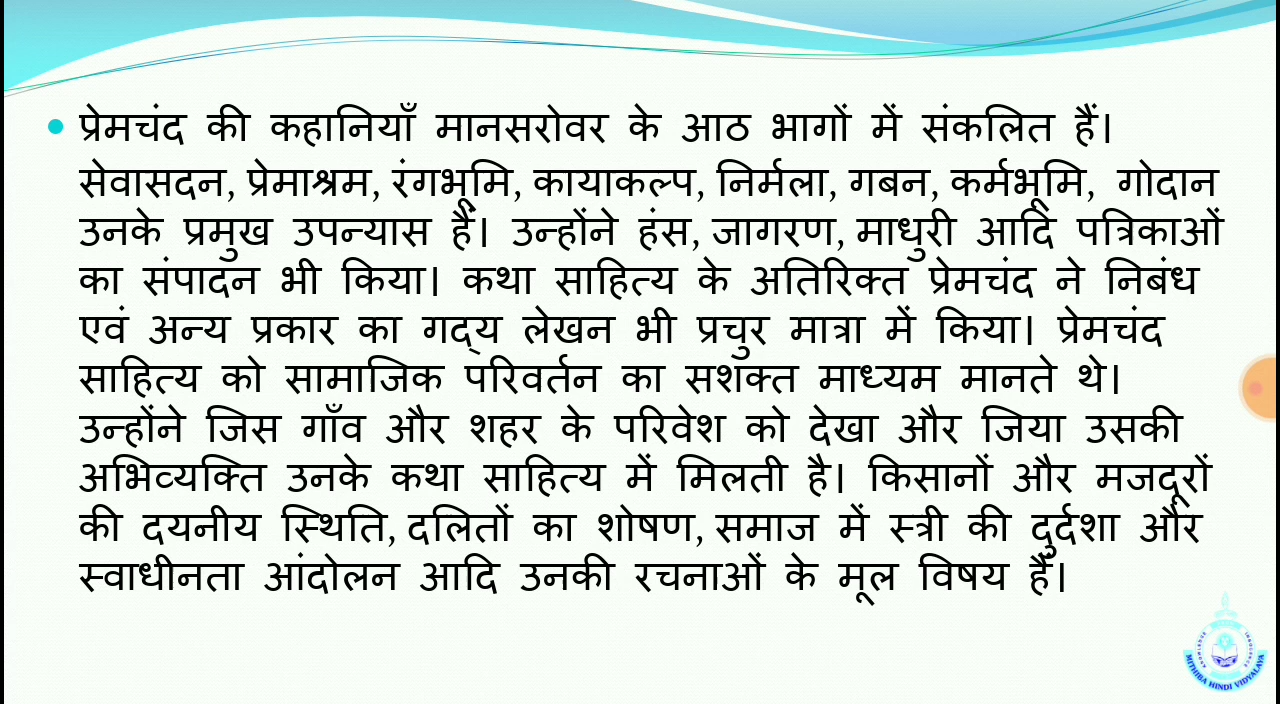 • प्रेमचंद की कहानियाँ मानसरोवर के आठ भागों में संकलित हैं।
सेवासदन, प्रेमाश्रम, रंगभूमि, कायाकल्प, निर्मला, गबन, कर्मभूमि, गोदान
उनके प्रमुख उपन्यास हैं। उन्होंने हंस, जागरण, माधुरी आदि पत्रिकाओं
का संपादन भी किया। कथा साहित्य के अतिरिक्त प्रेमचंद ने निबंध
एवं अन्य प्रकार का गद्य लेखन भी प्रचुर मात्रा में किया। प्रेमचंद
साहित्य को सामाजिक परिवर्तन का सशक्त माध्यम मानते थे।
उन्होंने जिस गाँव और शहर के परिवेश को देखा और जिया उसकी
अभिव्यक्ति उनके कथा साहित्य में मिलती है। किसानों और मजदूरों
की दयनीय स्थिति, दलितों का शोषण, समाज में स्त्री की दुर्दशा और
स्वाधीनता आंदोलन आदि उनकी रचनाओं के मूल विषय हैं।
MITHIBA HINDI VIDYALAYA